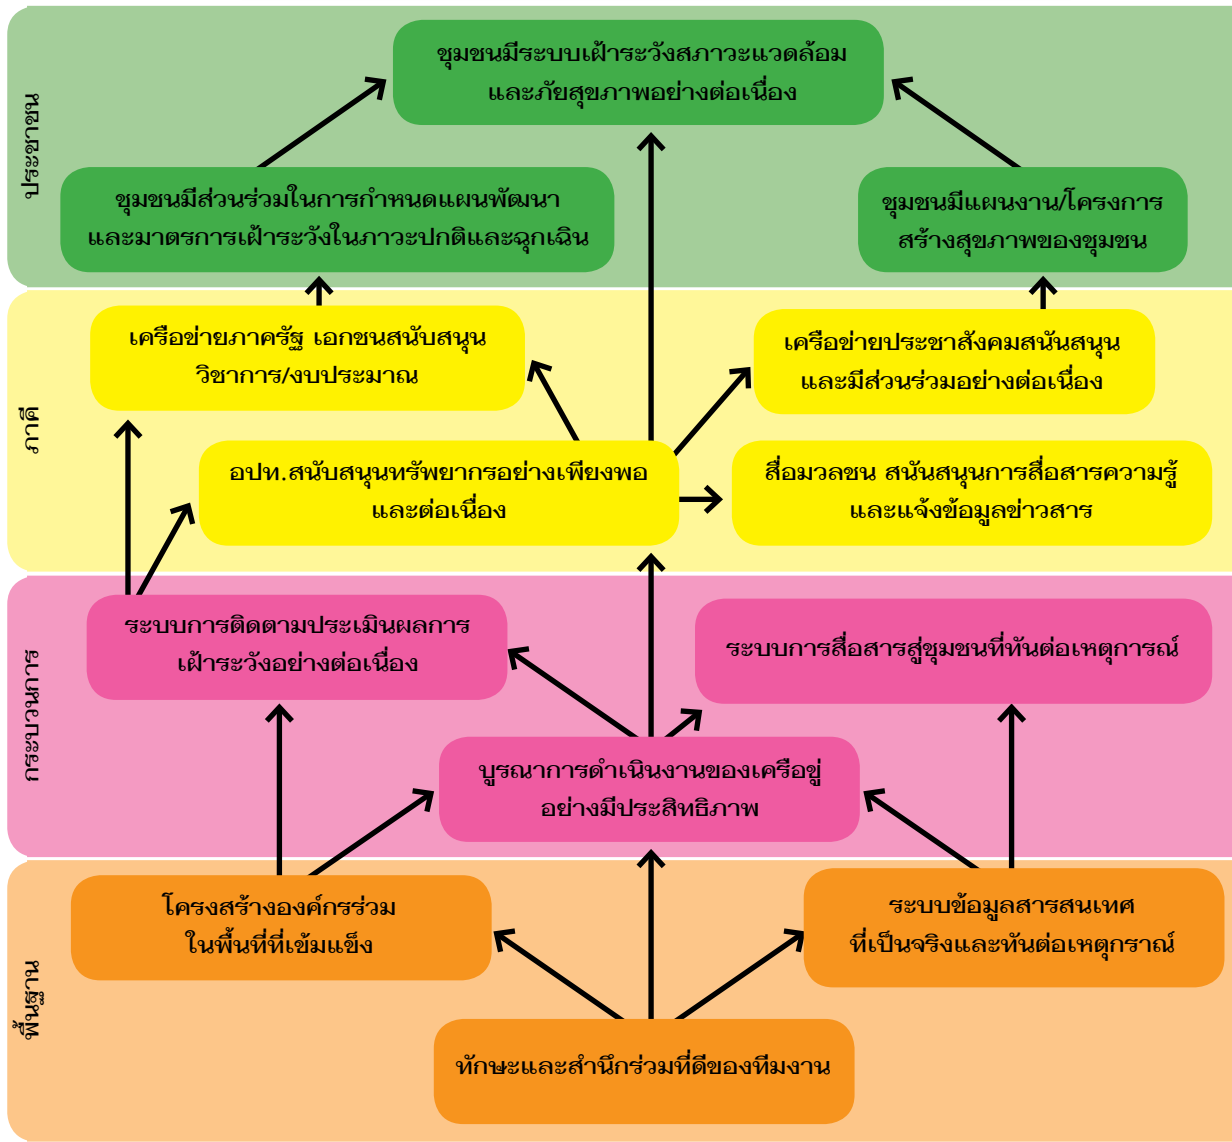 ประชาชน
ชุมชนมีระบบเฝ้าระวังสภาวะแวดล้อม
และภัยสุขภาพอย่างต่อเนื่อง
ชุมชนมีส่วนร่วมในการกำหนดแผนพัฒนา
และมาตรการเฝ้าระวังในภาวะปกติและฉุกเฉิน
ชุมชนมีแผนงาน/โครงการ
สร้างสุขภาพของชุมชน
ภาคี
เครือข่ายภาครัฐ เอกชนสนับสนุน
วิชาการ/งบประมาณ
เครือข่ายประชาสังคมสนันสนุน
และมีส่วนร่วมอย่างต่อเนื่อง
อปท.สนับสนุนทรัพยากรอย่างเพียงพอ
และต่อเนื่อง
สื่อมวลชน สนันสนุนการสื่อสารความรู้
และแจ้งข้อมูลข่าวสาร
กระบวนการ
ระบบการติดตามประเมินผลการ
เฝ้าระวังอย่างต่อเนื่อง
ระบบการสื่อสารสู่ชุมชนที่ทันต่อเหตุการณ์
บูรณาการดำเนินงานของเครือขู่
อย่างมีประสิทธิภาพ
พื้นฐาน
โครงสร้างองค์กรร่วม
ในพื้นที่ที่เข้มแข็ง
ระบบข้อมูลสารสนเทศ
ที่เป็นจริงและทันต่อเหตุกราณ์
ทักษะและสำนึกร่วมที่ดีของทีมงาน